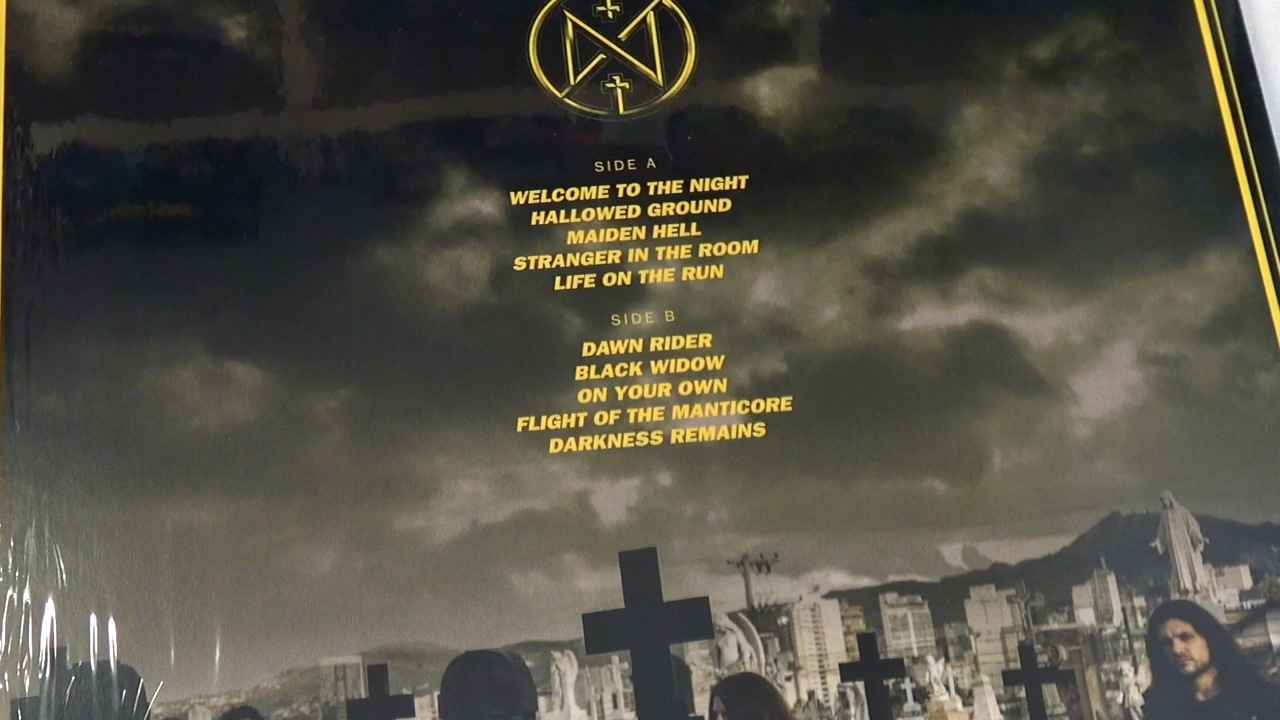 SIDE A
WELCOME TO THE NIGHT
HALLOWED GROUND
MAIDEN HELL
STRANGER IN THE ROOM
LIFE ON THE RUN
SIDE B
DAWN RIDER
BLACK WIDOW
ON YOUR OWN
FLIGHT OF THE MANTICORE
DARKNESS REMAINS